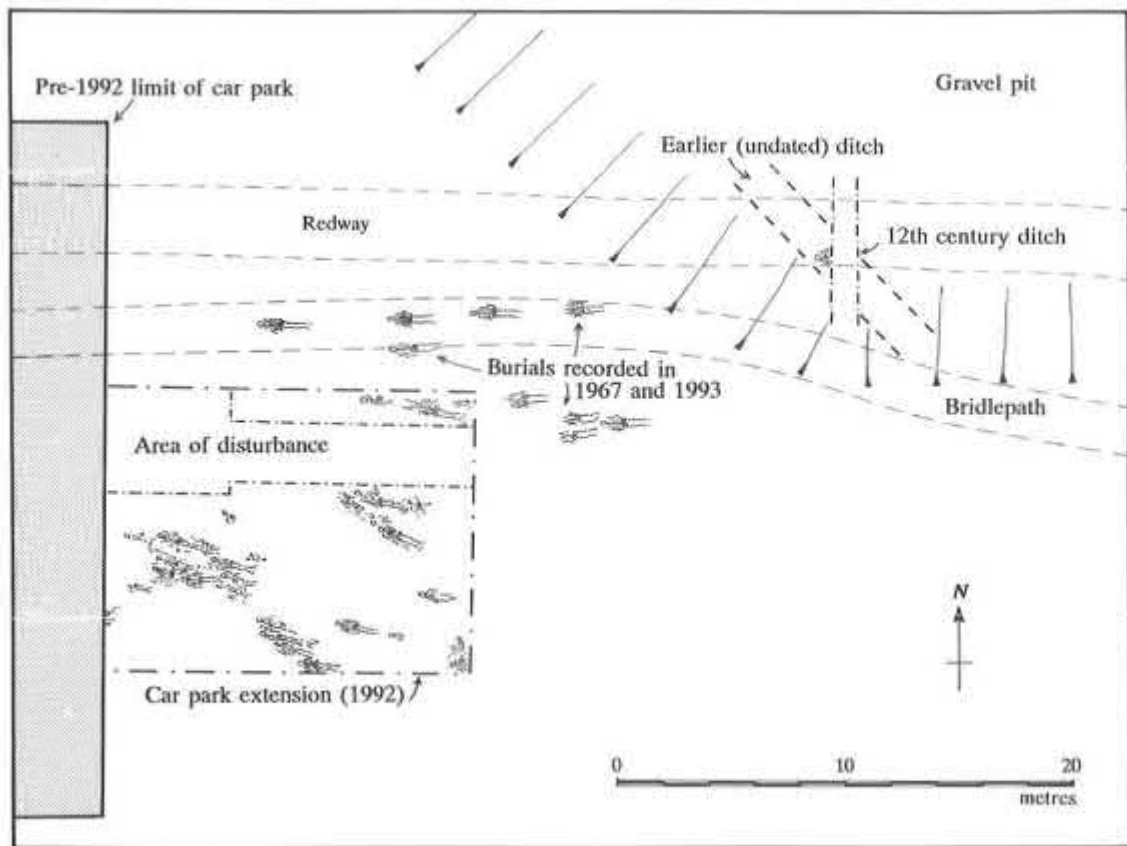 Gravel pit
Pre-1992 limit of car park
Earlier (undated) ditch
Redway
12th century ditch
Burials recorded in
1967 and 1993
Bridlepath
Area of disturbance
N
Car park extension (1992)
0 10 20
metres